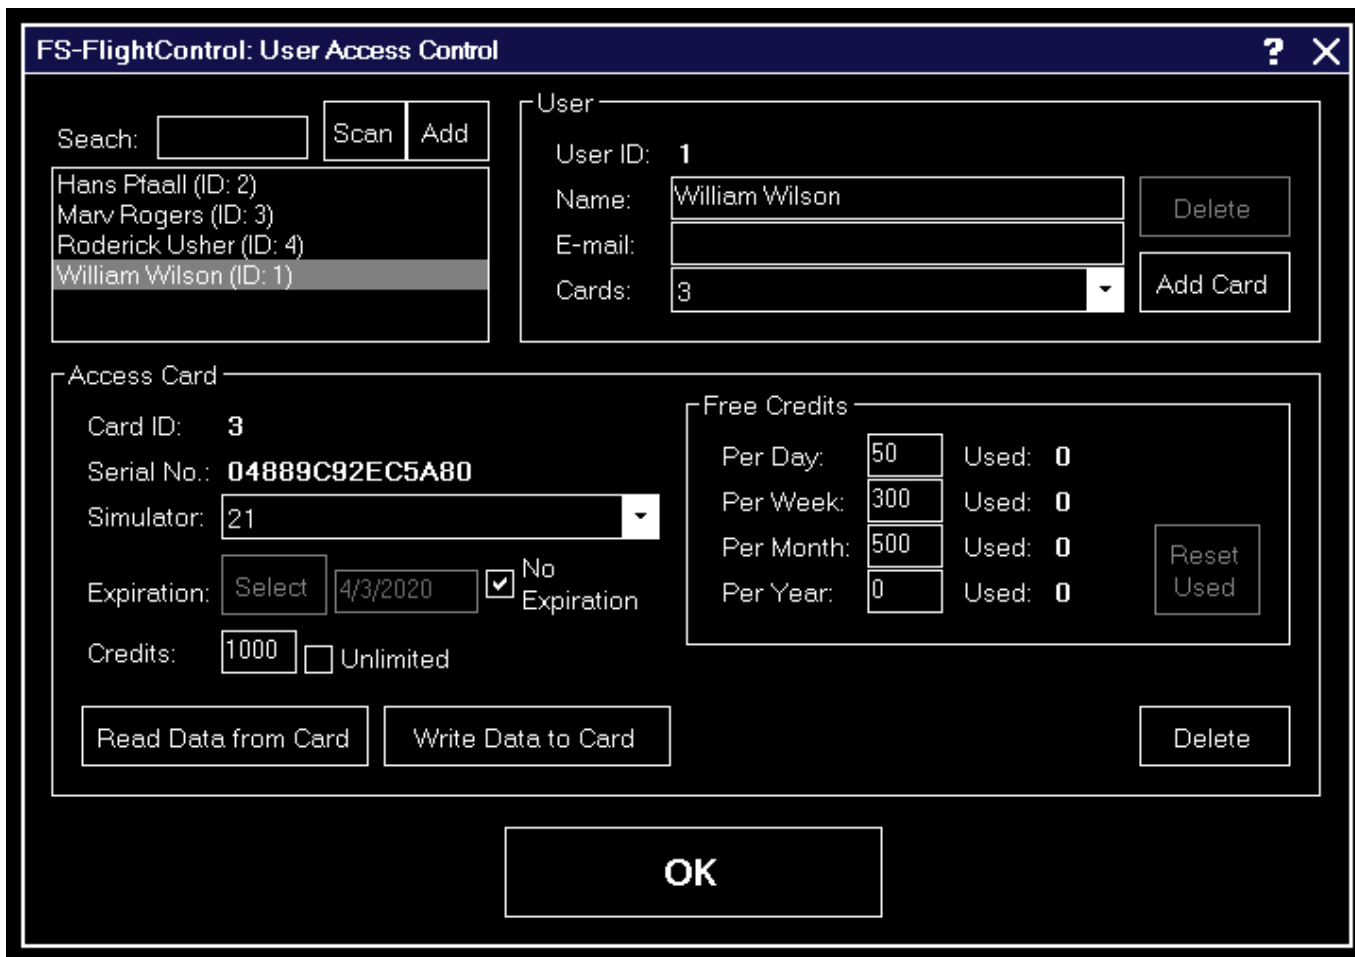 FS-FlightControl: User Access Control ?
Seach: Scan Add
Hans Pfaall (ID: 2)
Marv Rogers (ID: 3)
Roderick Usher (ID: 4)
William Wilson (ID: 1)
User
User ID: 1
Name: William Wilson Delete
E-mail:
Cards: 3 Add Card
Access Card
Card ID: 3
Serial No.: 04889C92EC5A80
Simulator: 21
Expiration: Select 4/3/2020 No Expiration
Credits: 1000 Unlimited
Free Credits
Per Day: 50 Used: 0
Per Week: 300 Used: 0
Per Month: 500 Used: 0
Per Year: 0 Used: 0
Reset
Used
Read Data from Card Write Data to Card Delete
OK